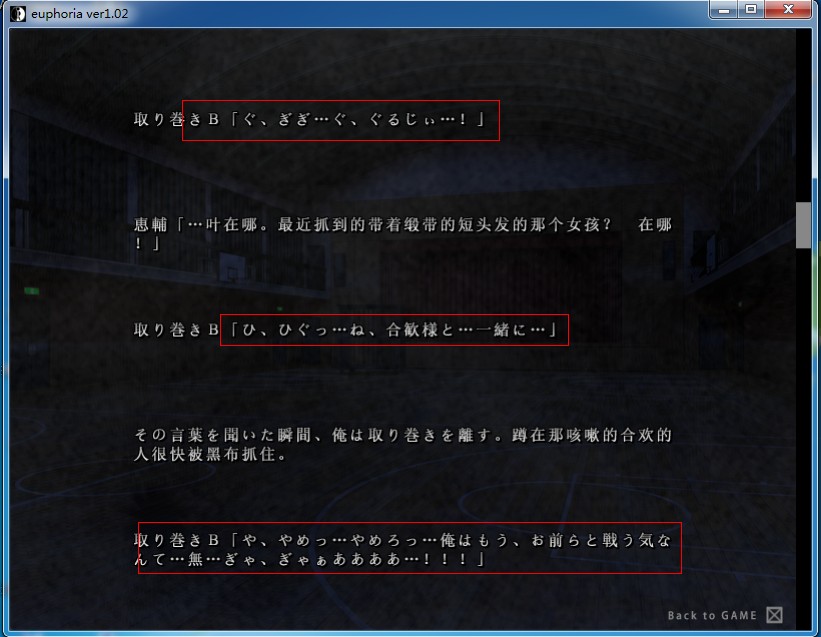 euphoria ver1.02
取り巻きＢ「ぐ、ぎぎ…ぐ、ぐるじぃ…！」
恵輔「…叶在哪。最近抓到的带着缎带的短头发的那个女孩？　在哪
！」
取り巻きＢ「ひ、ひぐっ…ね、合歓様と…一緒に…」
その言葉を聞いた瞬間、俺は取り巻きを離す。蹲在那咳嗽的合欢的
人很快被黑布抓住。
取り巻きＢ「や、やめっ…やめろっ…俺はもう、お前らと戦う気な
んて…無…ぎゃ、ぎゃぁああああ…！！！」
Back to GAME